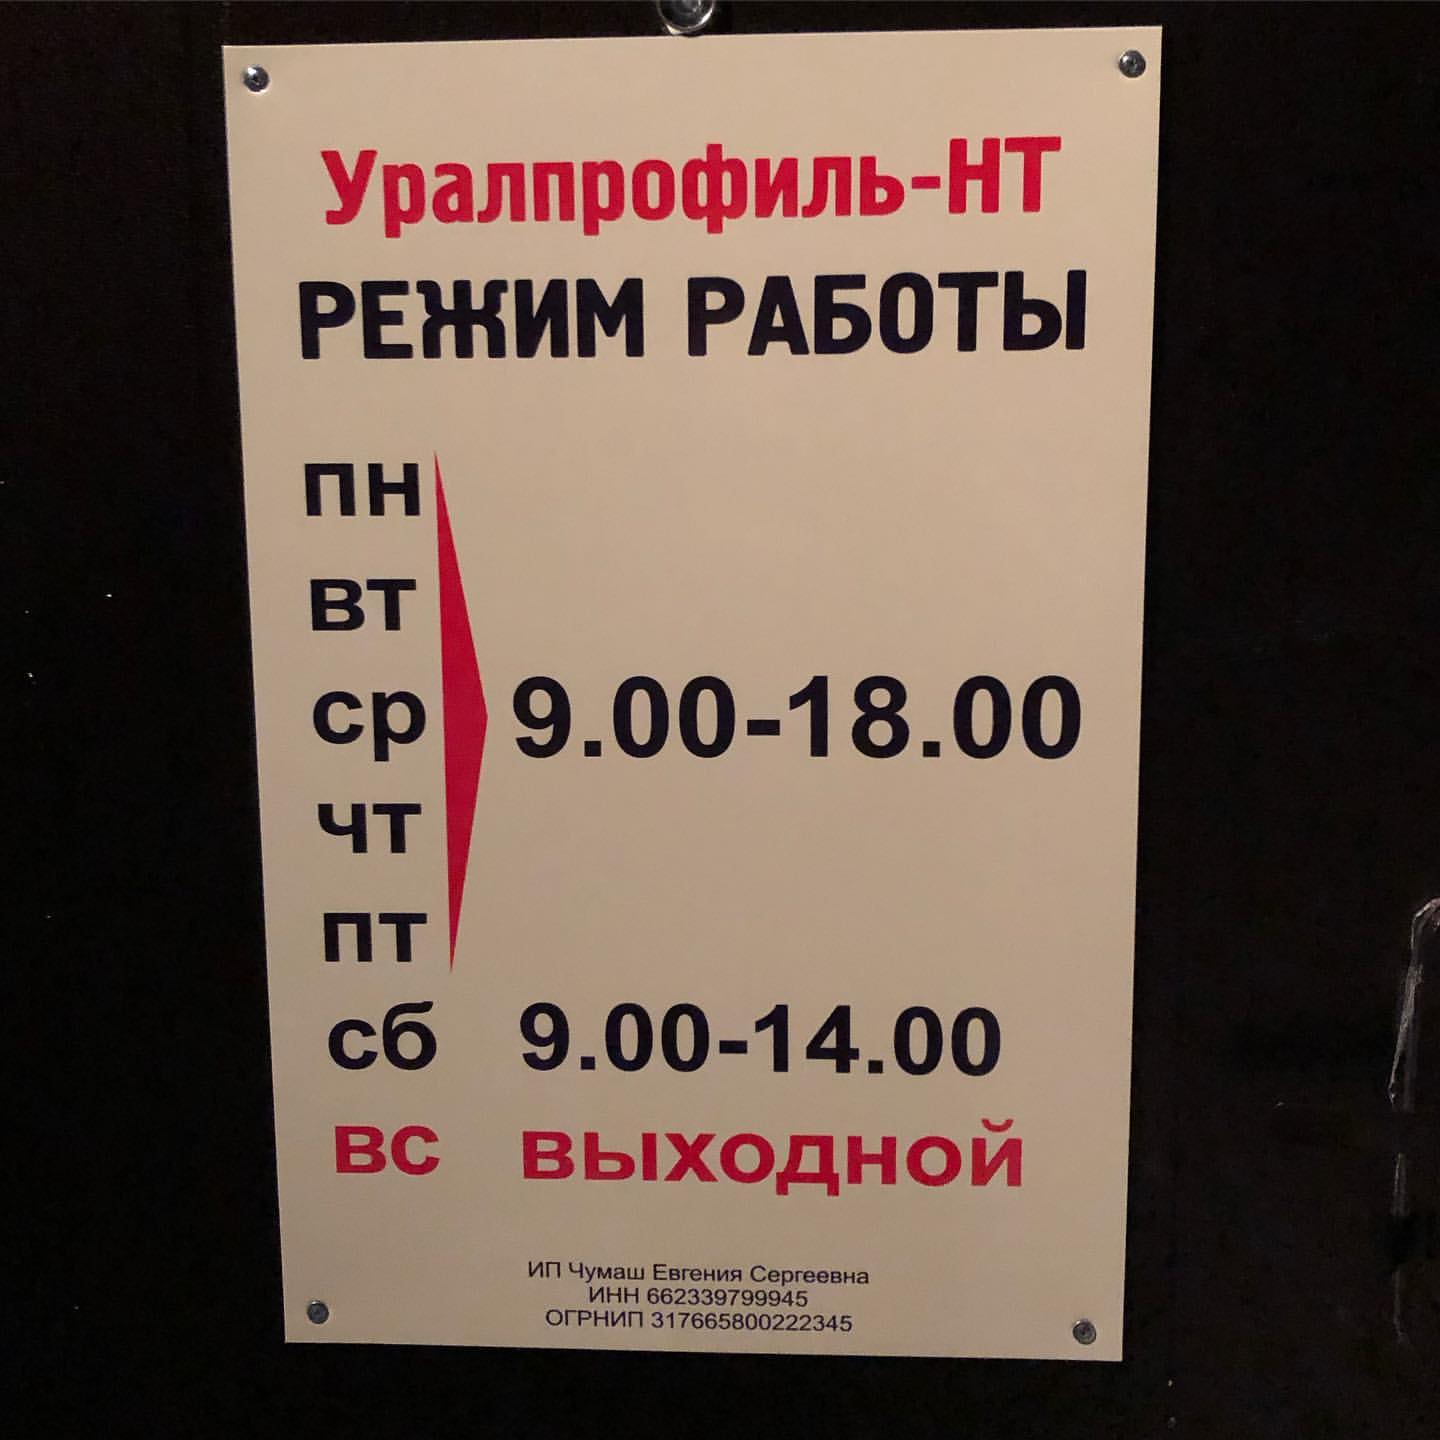 Уралпрофиль-НТ
РЕЖИМ РАБОТЫ
пн
вт
ср 9.00-18.00
чт
пт
сб 9.00-14.00
вс выходной
ИП Чумаш Евгения Сергеевна
ИНН 662339799945
ОГРНИП 317665800222345